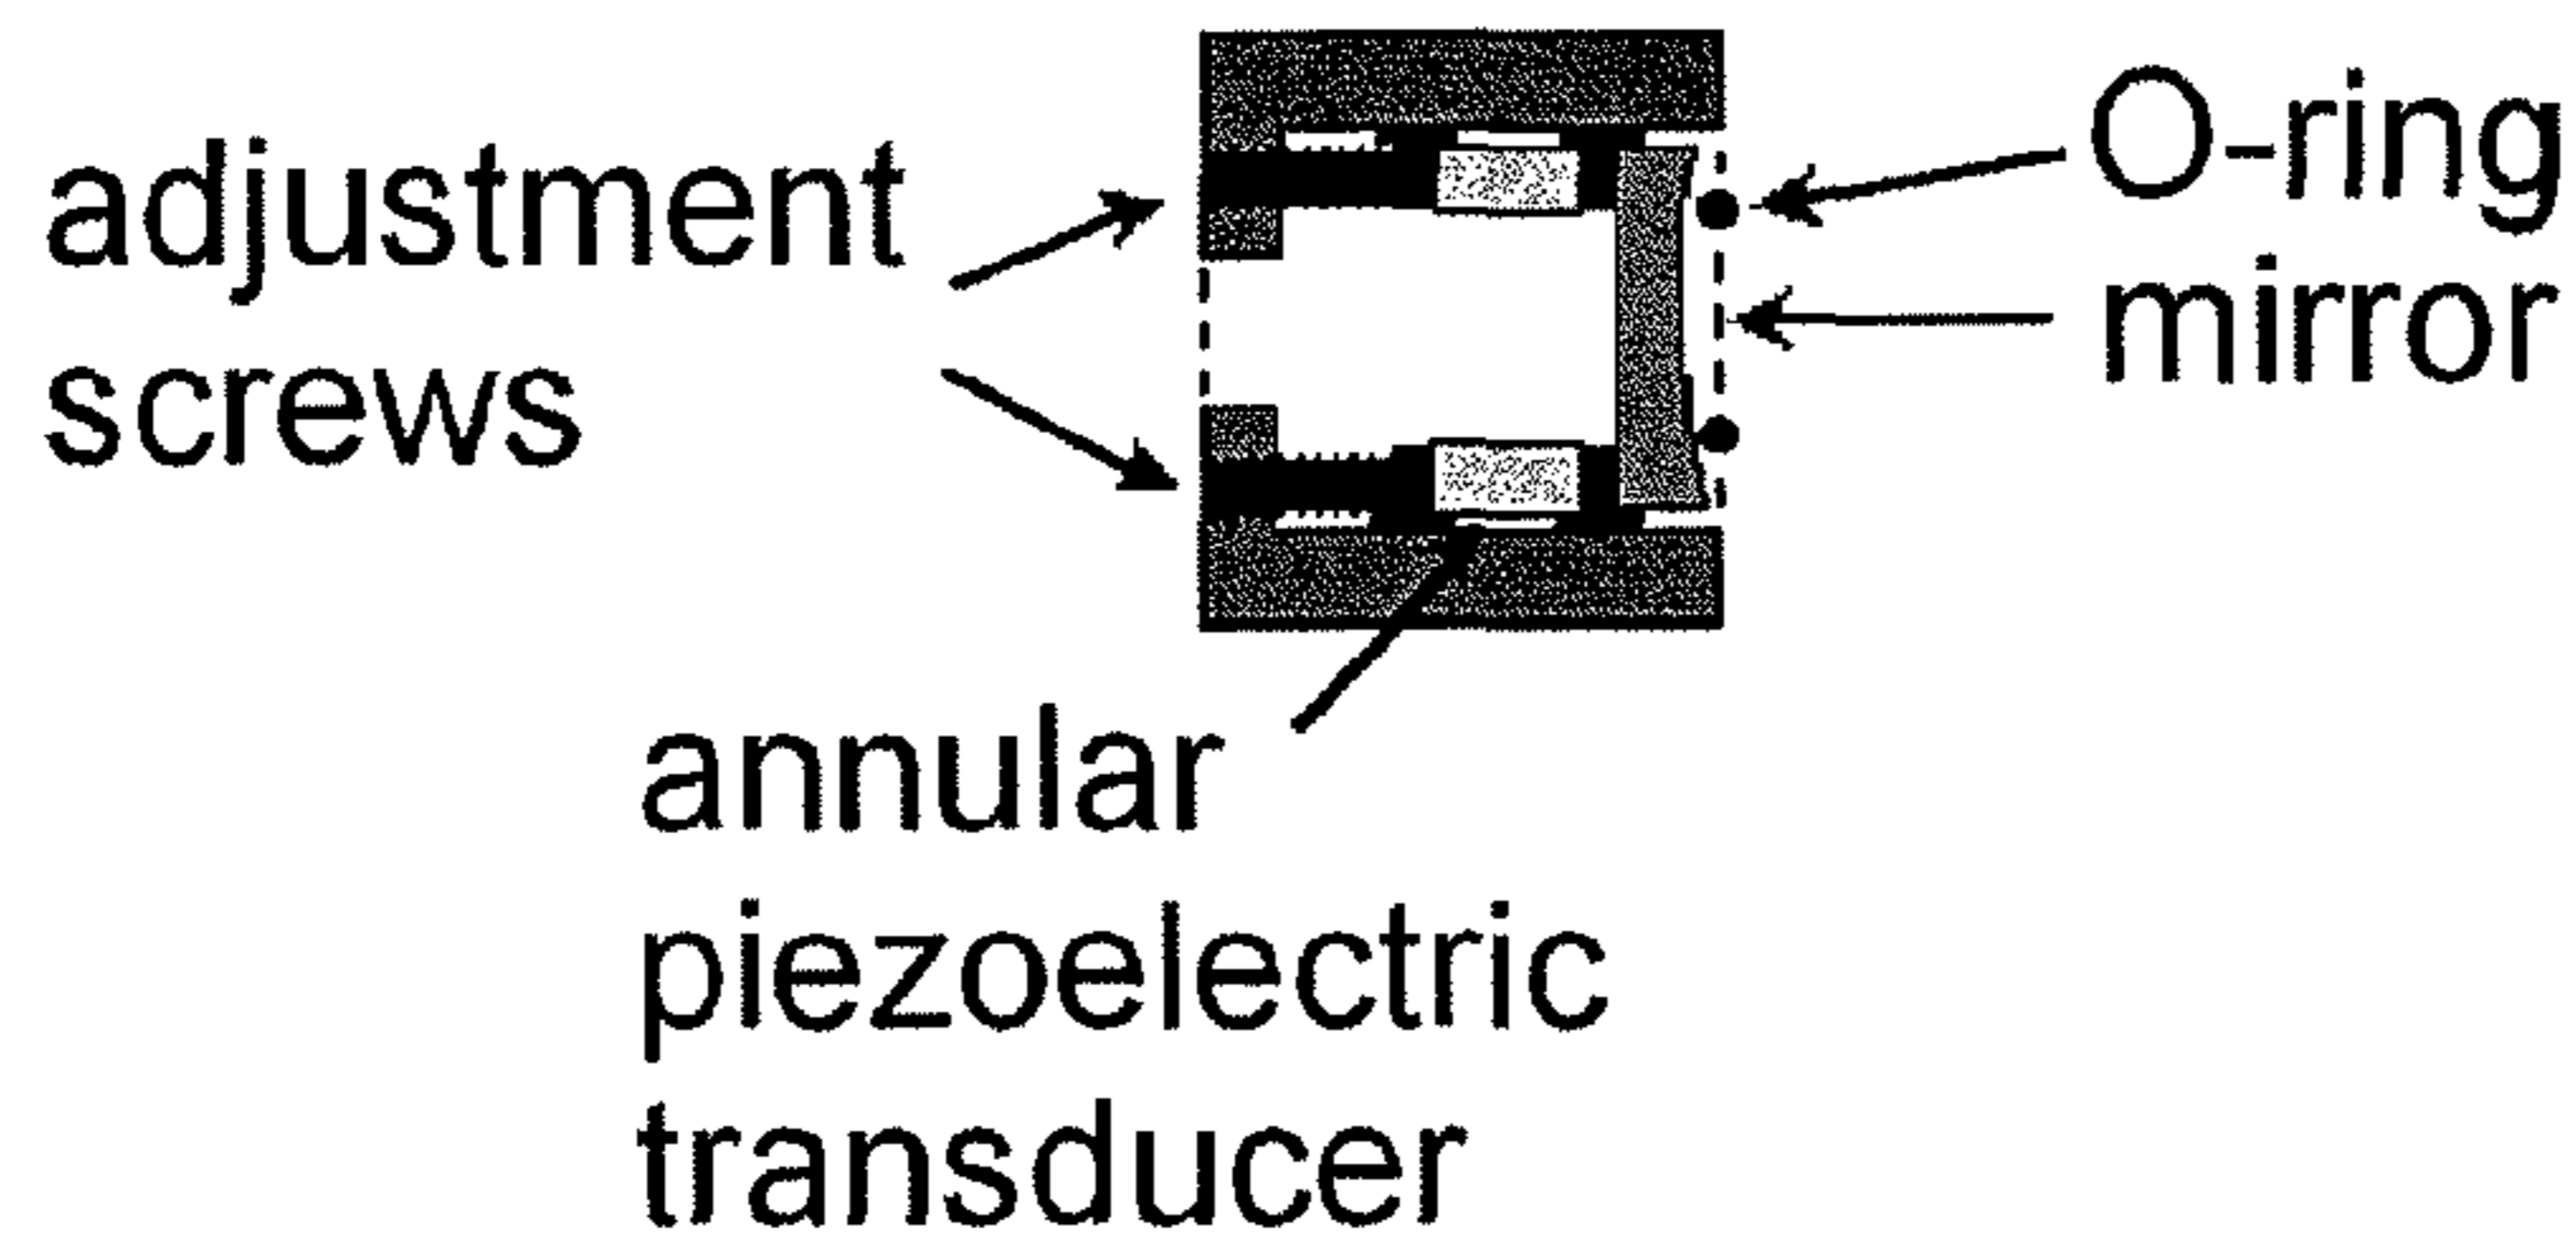 adjustment
screws
O-ring
mirror
annular
piezoelectric
transducer